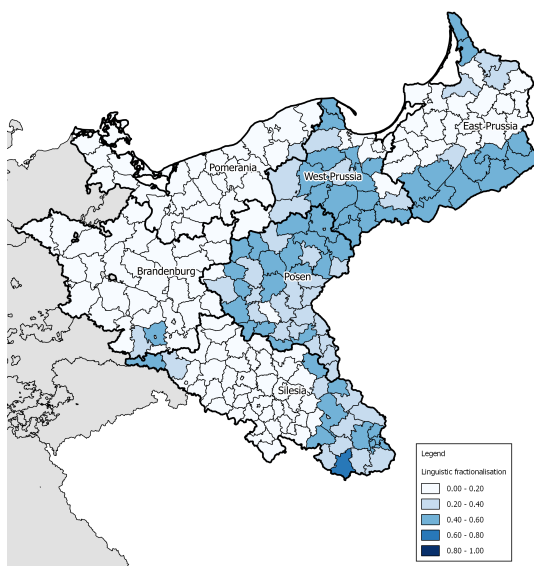 East Prussia
Pomerania
West Prussia
Brandenburg
Posen
Silesia
Legend
Linguistic fractionalisation
0.00 - 0.20
0.20 - 0.40
0.40 - 0.60
0.60 - 0.80
0.80 - 1.00